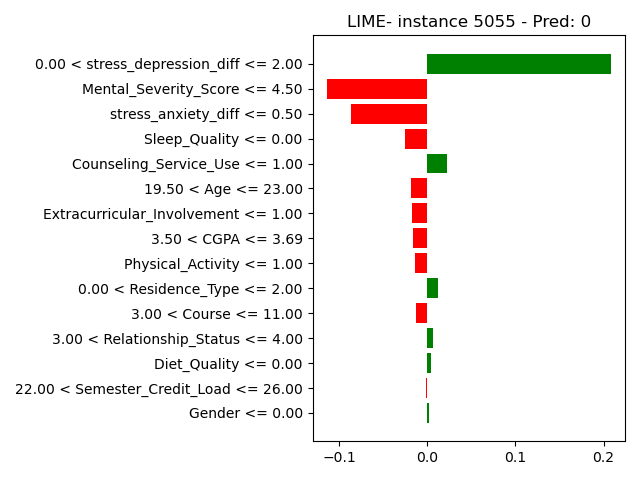 LIME- instance 5055 - Pred: 0
0.00 < stress_depression_diff <= 2.00
Mental_Severity_Score <= 4.50
stress_anxiety_diff <= 0.50
Sleep_Quality <= 0.00
Counseling_Service_Use <= 1.00
19.50 < Age <= 23.00
Extracurricular_Involvement <= 1.00
3.50 < CGPA <= 3.69
Physical_Activity <= 1.00
0.00 < Residence_Type <= 2.00
3.00 < Course <= 11.00
3.00 < Relationship_Status <= 4.00
Diet_Quality <= 0.00
22.00 < Semester_Credit_Load <= 26.00
Gender <= 0.00
−0.1 0.0 0.1 0.2